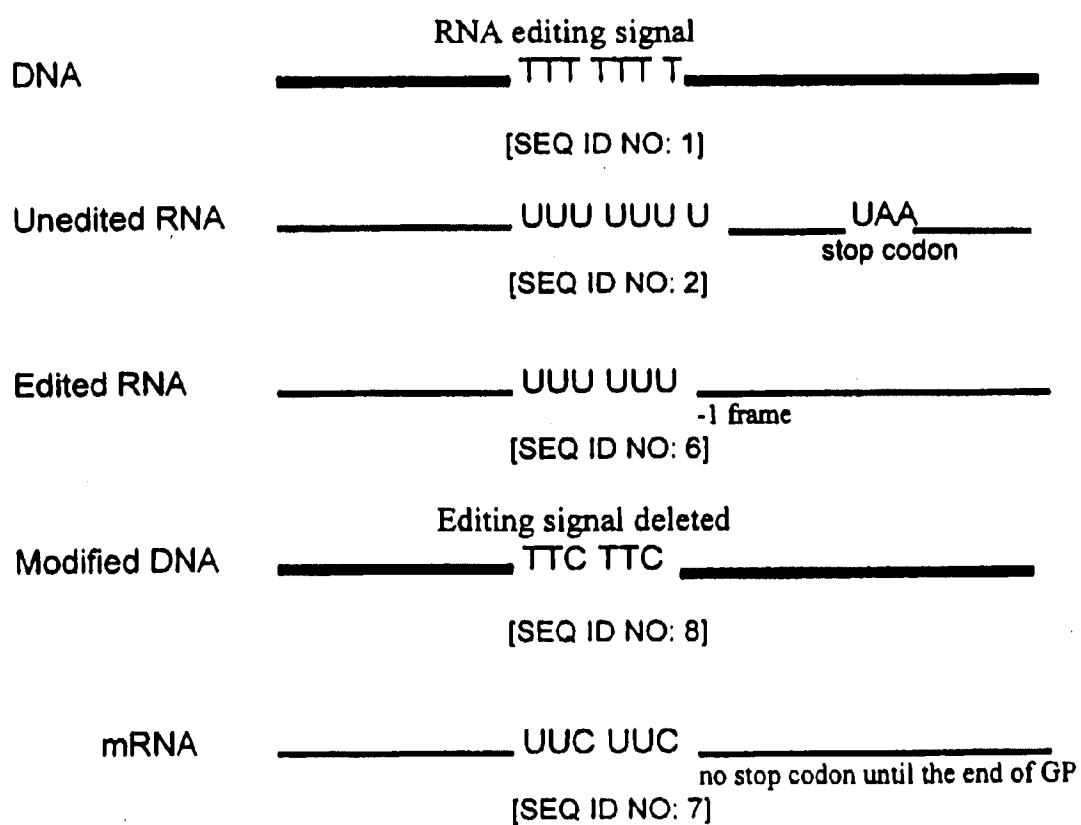 RNA editing signal
DNA TTT TTT T
[SEQ ID NO: 1]
Unedited RNA UUU UUU U UAA
stop codon
[SEQ ID NO: 2]
Edited RNA UUU UUU
-1 frame
[SEQ ID NO: 6]
Editing signal deleted
Modified DNA TTC TTC
[SEQ ID NO: 8]
mRNA UUC UUC
no stop codon until the end of GP
[SEQ ID NO: 7]